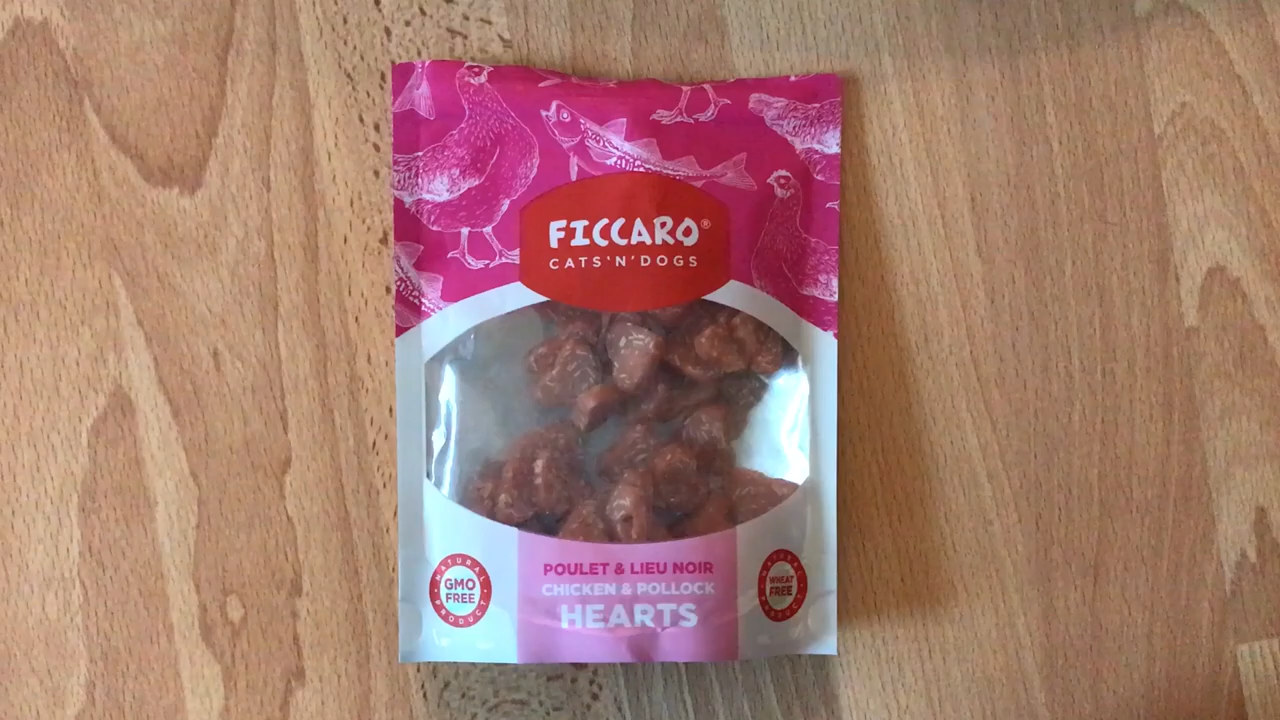 FICCARO®
CATS'N'DOGS
POULET & LIEU NOIR
CHICKEN & POLLOCK
HEARTS
NATURAL
GMO
FREE
PRODUCT
NATURAL
WHEAT
FREE
PRODUCT